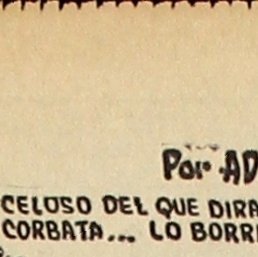 Por AD
CELOSO DEL QUE DIRA
CORBATA... LO BORR